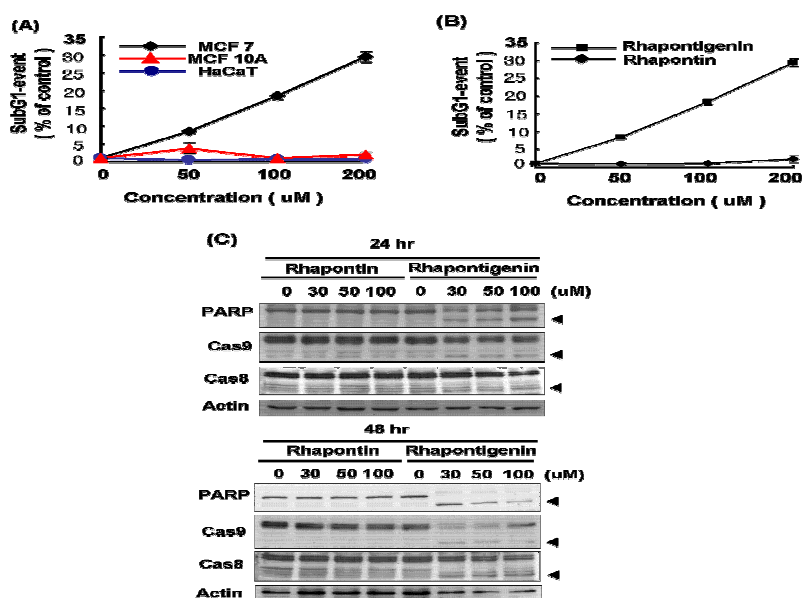 (A)
35
30
25
20
15
10
5
0
SubG1-event
( % of control )
MCF 7
MCF 10A
HaCaT
0 50 100 200
Concentration ( uM )
(B)
35
30
25
20
15
10
5
0
SubG1-event
( % of control )
Rhapontigenin
Rhapontin
0 50 100 200
Concentration ( uM )
(C)
24 hr
Rhapontin Rhapontigenin
0 30 50 100 0 30 50 100 (uM)
PARP
Cas9
Cas8
Actin
48 hr
Rhapontin Rhapontigenin
0 30 50 100 0 30 50 100 (uM)
PARP
Cas9
Cas8
Actin